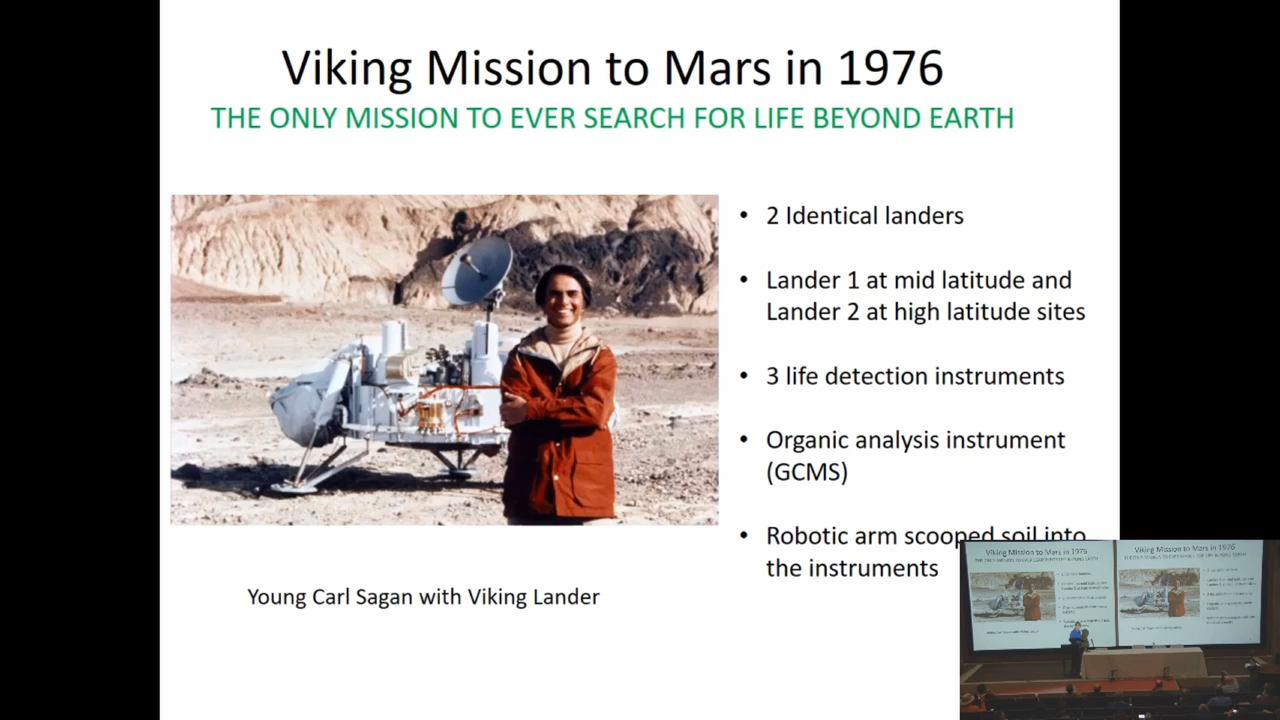 Viking Mission to Mars in 1976
THE ONLY MISSION TO EVER SEARCH FOR LIFE BEYOND EARTH
• 2 Identical landers
• Lander 1 at mid latitude and
Lander 2 at high latitude sites
• 3 life detection instruments
• Organic analysis instrument
(GCMS)
• Robotic arm scooped soil into
the instruments
Young Carl Sagan with Viking Lander
Viking Mission to Mars in 1976
Viking Mission to Mars in 1976